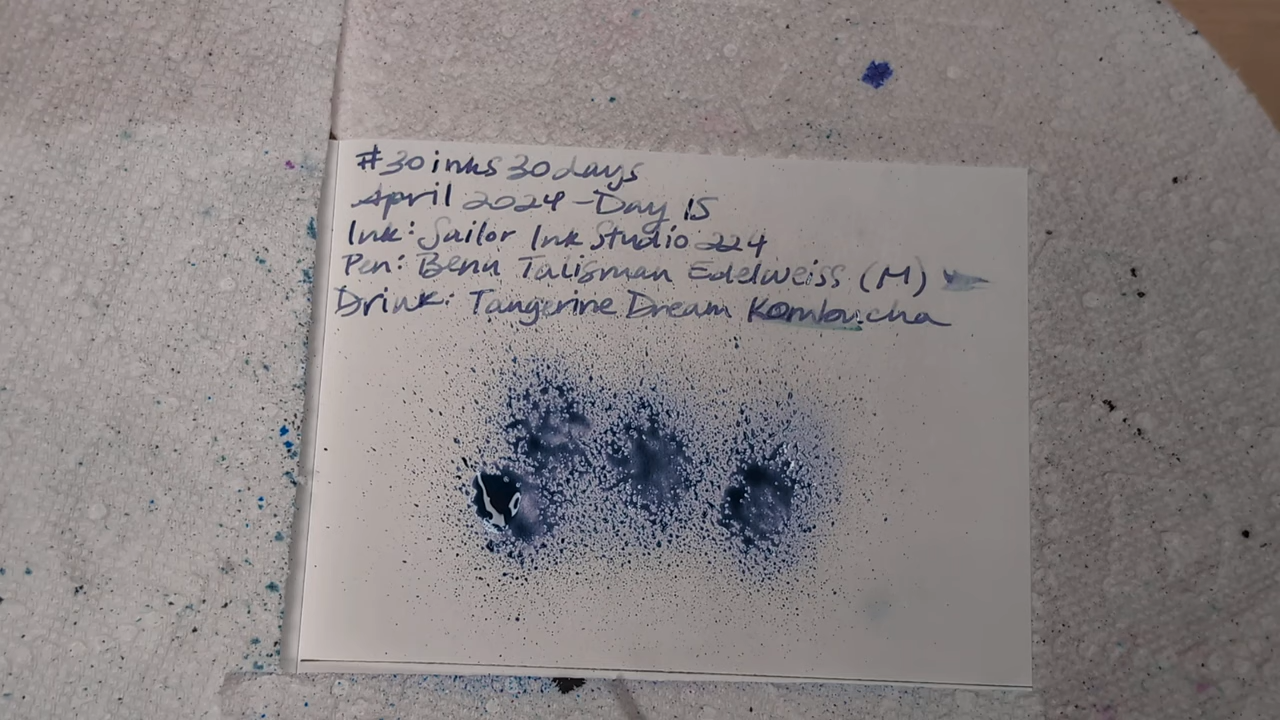 #30inks30days
April 2024 - Day 15
Ink: Sailor Ink Studio 224
Pen: Benu Talisman Edelweiss (M)
Drink: Tangerine Dream Kombucha